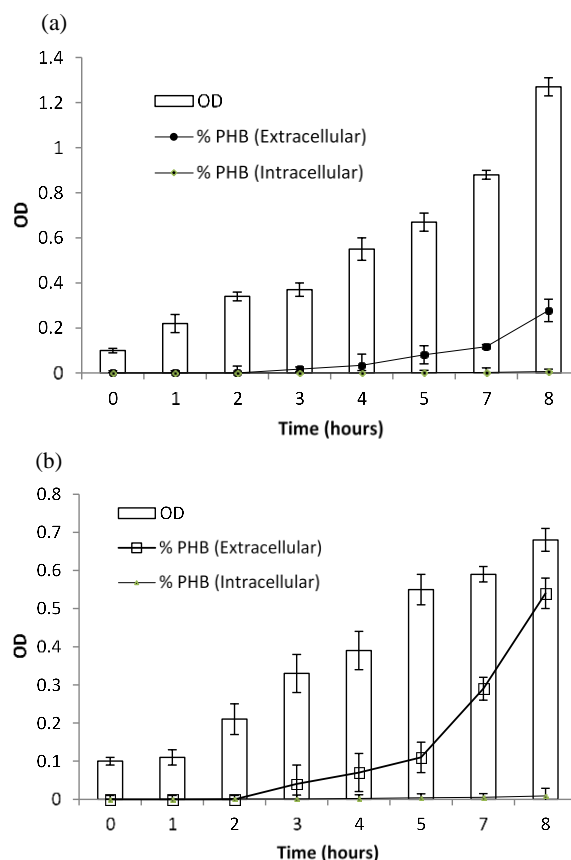 (a)
1.4
1.2
1
0.8
0.6
0.4
0.2
0
OD
OD
% PHB (Extracellular)
% PHB (Intracellular)
0 1 2 3 4 5 7 8
Time (hours)
(b)
0.8
0.7
0.6
0.5
0.4
0.3
0.2
0.1
0
OD
OD
% PHB (Extracellular)
% PHB (Intracellular)
0 1 2 3 4 5 7 8
Time (hours)